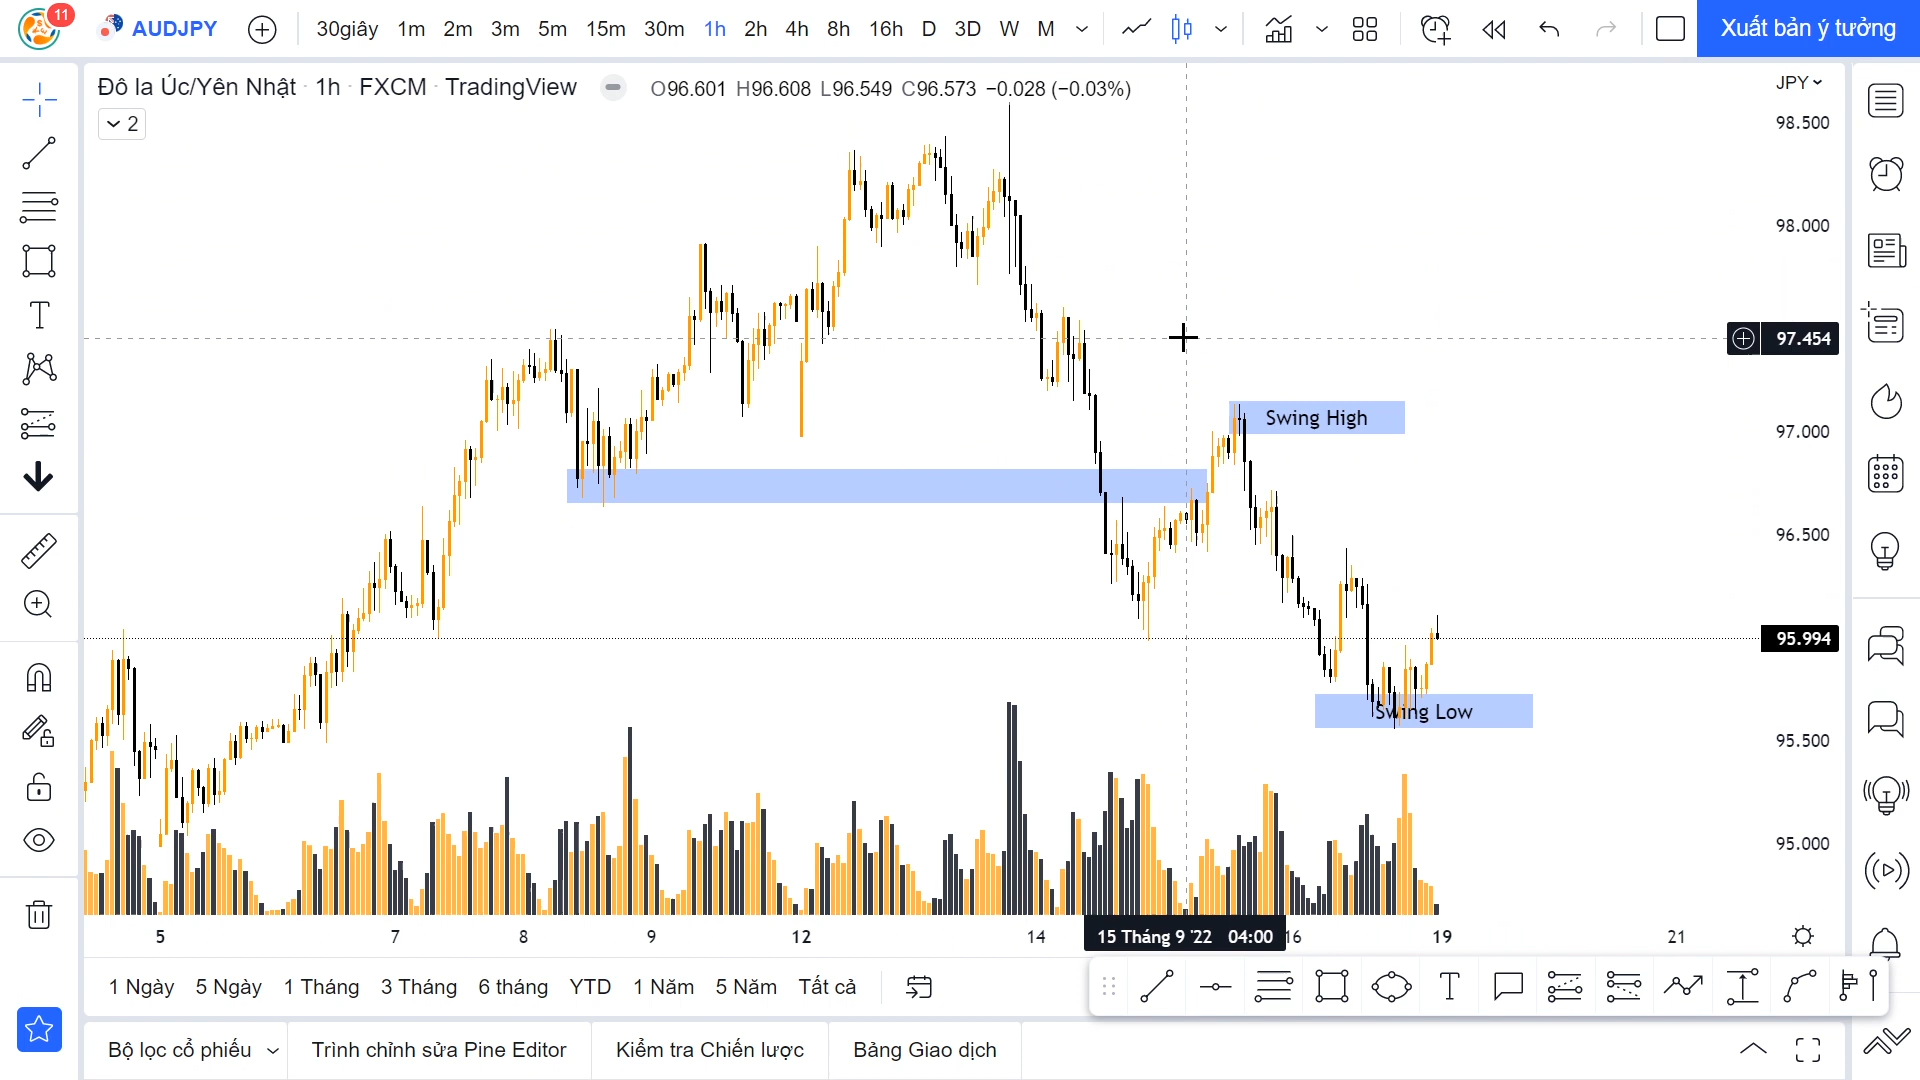 11
AUDJPY 30giây 1m 2m 3m 5m 15m 30m 1h 2h 4h 8h 16h D 3D W M Xuất bản ý tưởng
Đô la Úc/Yên Nhật · 1h · FXCM · TradingView O96.601 H96.608 L96.549 C96.573 −0.028 (−0.03%)
JPY
2
98.500
98.000
97.454
Swing High
97.000
96.500
95.994
Swing Low
95.500
95.000
5 7 8 9 12 14 15 Tháng 9 '22 04:00 16 19 21
1 Ngày 5 Ngày 1 Tháng 3 Tháng 6 tháng YTD 1 Năm 5 Năm Tất cả
Bộ lọc cổ phiếu Trình chỉnh sửa Pine Editor Kiểm tra Chiến lược Bảng Giao dịch